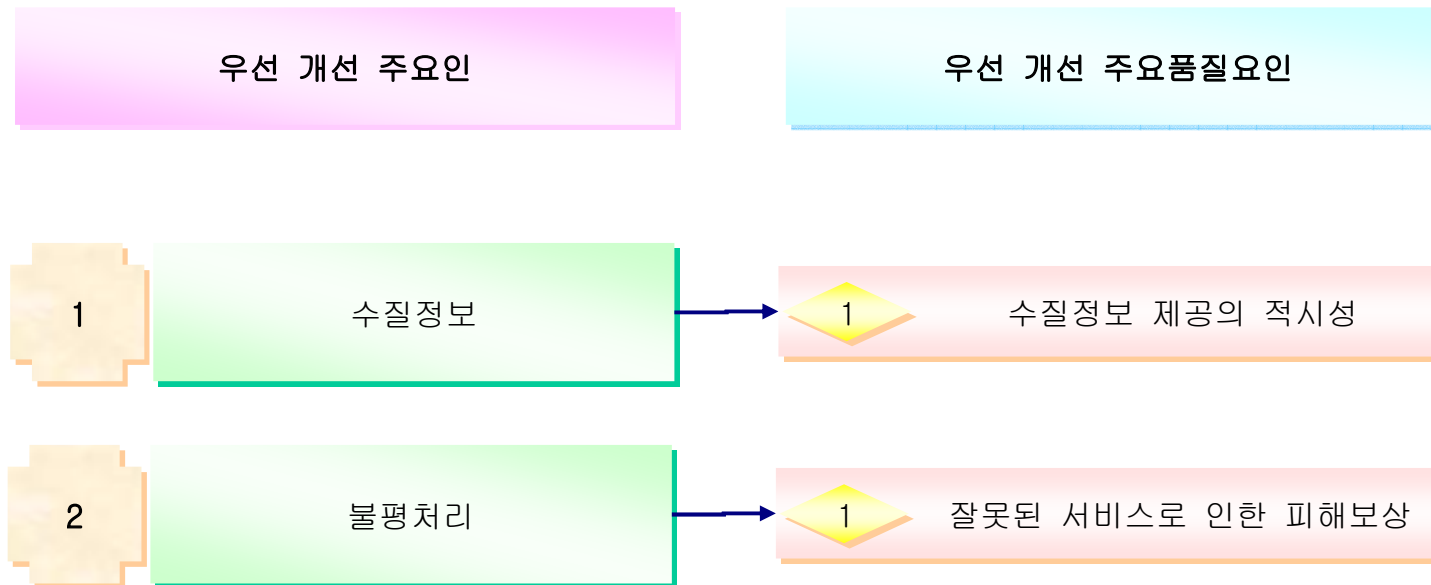 우선 개선 주요인
우선 개선 주요품질요인
1
수질정보
1
수질정보 제공의 적시성
2
불평처리
1
잘못된 서비스로 인한 피해보상